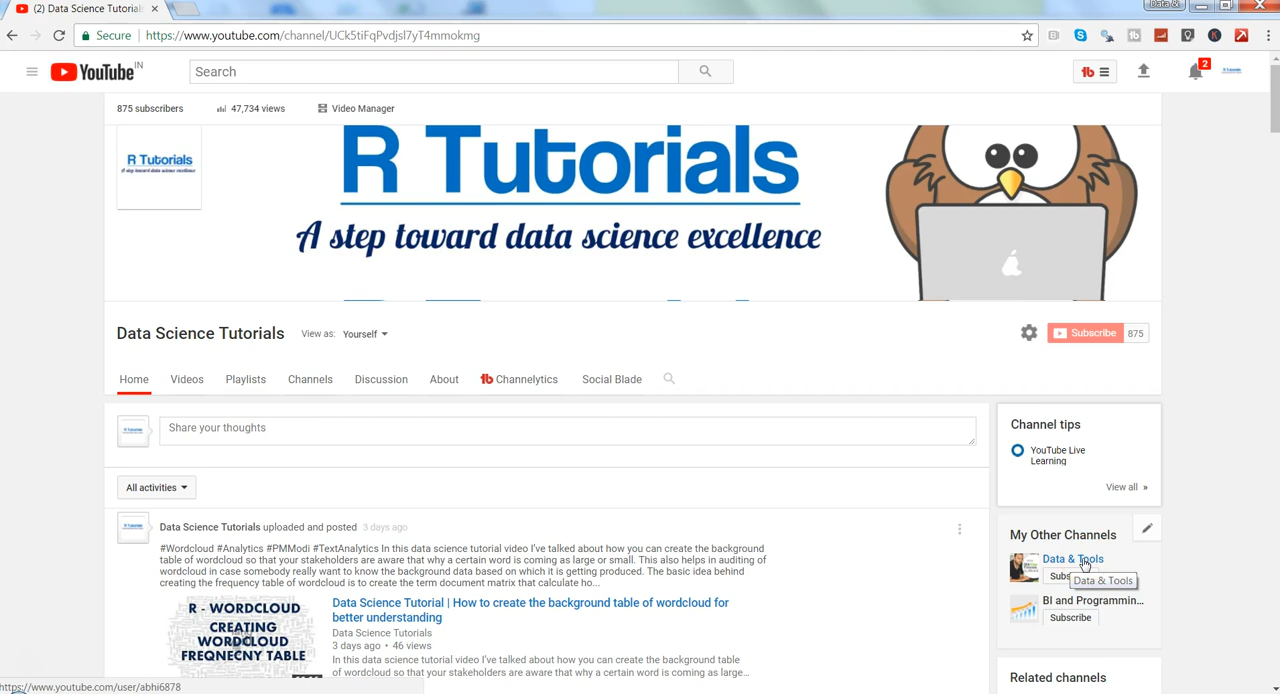 (2) Data Science Tutorials
Data &
Secure https://www.youtube.com/channel/UCk5tiFqPvdjsl7yT4mmokmg
YouTube IN
Search
2
875 subscribers 47,734 views Video Manager
R Tutorials
A step toward data science excellence
R Tutorials
A step toward data science excellence
Data Science Tutorials View as: Yourself
Subscribe 875
Home Videos Playlists Channels Discussion About Channelytics Social Blade
Share your thoughts
All activities
Data Science Tutorials uploaded and posted 3 days ago
#Wordcloud #Analytics #PMModi #TextAnalytics In this data science tutorial video I've talked about how you can create the background
table of wordcloud so that your stakeholders are aware that why a certain word is coming as large or small. This also helps in auditing of
wordcloud in case somebody really want to know the background data based on which it is getting produced. The basic idea behind
creating the frequency table of wordcloud is to create the term document matrix that calculate ho...
R - WORDCLOUD
CREATING
WORDCLOUD
FREQNECNY TABLE
Data Science Tutorial | How to create the background table of wordcloud for
better understanding
Data Science Tutorials
3 days ago • 46 views
In this data science tutorial video I've talked about how you can create the background
table of wordcloud so that your stakeholders are aware that why a certain word is coming as large...
Channel tips
YouTube Live
Learning
View all »
My Other Channels
Data & Tools
Subs
Data & Tools
BI and Programmin...
Subscribe
Related channels
https://www.youtube.com/user/abhi6878